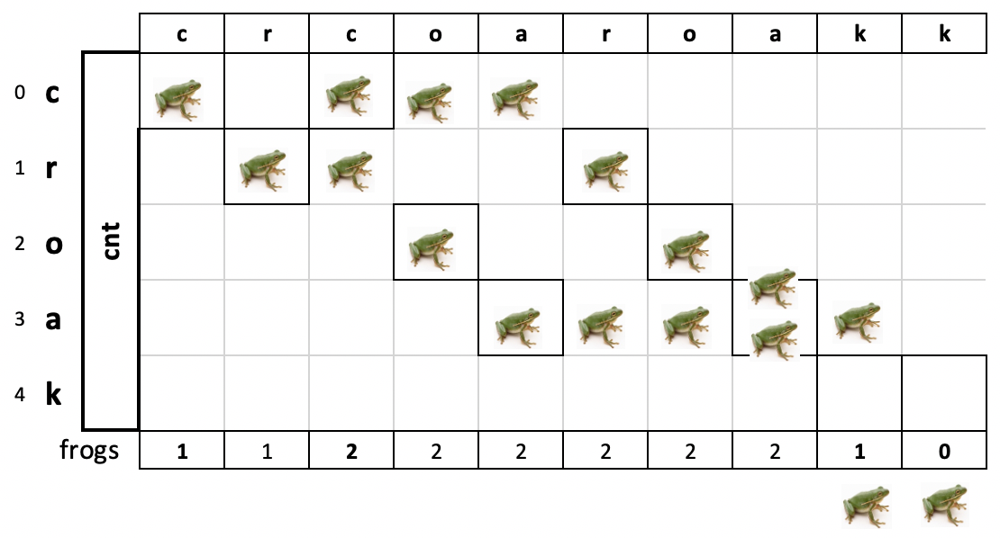 c r c o a r o a k k
0 c
1 r
2 o
cnt
3 a
4 k
frogs 1 1 2 2 2 2 2 2 1 0